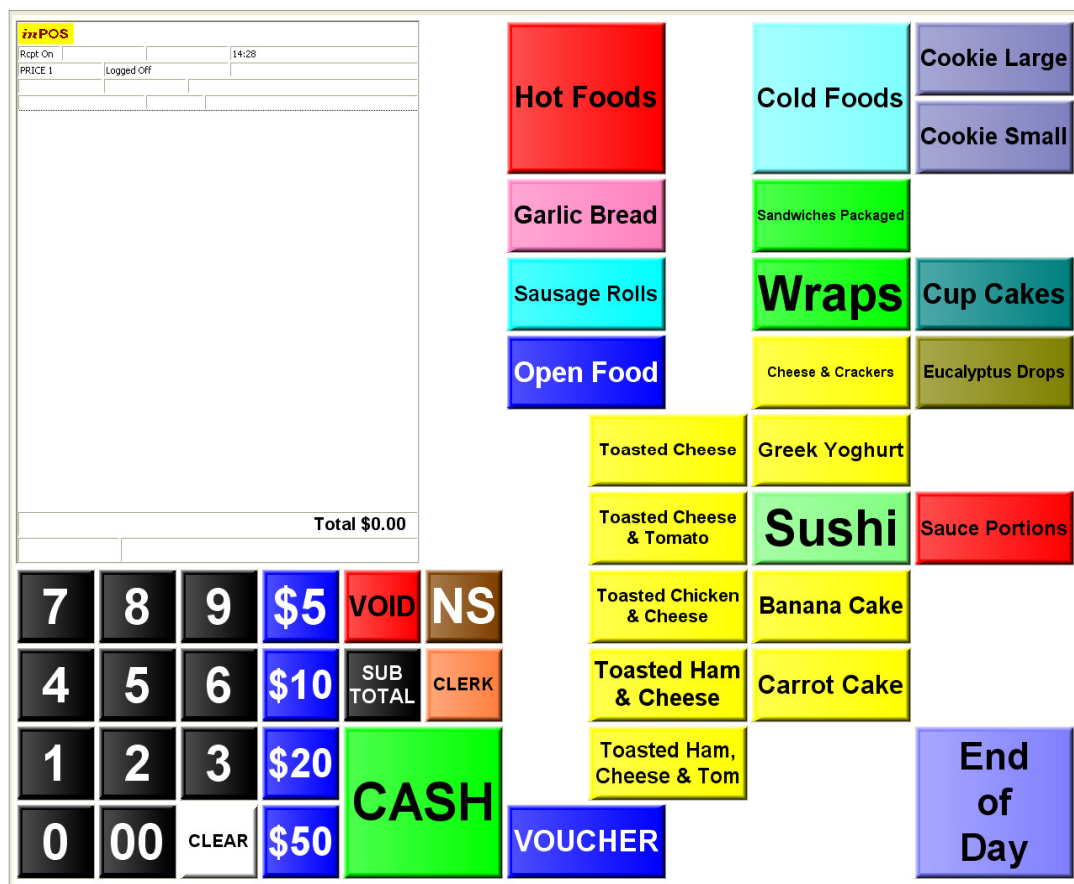 inPOS
Rcpt On 14:28
PRICE 1 Logged Off
Total $0.00
Hot Foods
Cold Foods
Cookie Large
Cookie Small
Garlic Bread
Sandwiches Packaged
Sausage Rolls
Wraps
Cup Cakes
Open Food
Cheese & Crackers
Eucalyptus Drops
Toasted Cheese
Greek Yoghurt
Toasted Cheese
& Tomato
Sushi
Sauce Portions
Toasted Chicken
& Cheese
Banana Cake
Toasted Ham
& Cheese
Carrot Cake
Toasted Ham,
Cheese & Tom
End
of
Day
7 8 9 $5 VOID NS
4 5 6 $10 SUB
TOTAL
CLERK
1 2 3 $20 CASH
0 00 CLEAR $50 VOUCHER